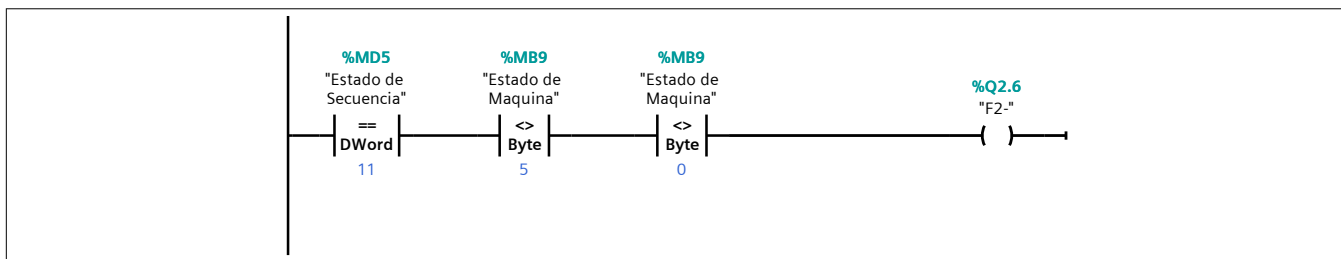 %MD5
"Estado de
Secuencia"
==
DWord
11
%MB9
"Estado de
Maquina"
<>
Byte
5
%MB9
"Estado de
Maquina"
<>
Byte
0
%Q2.6
"F2-"